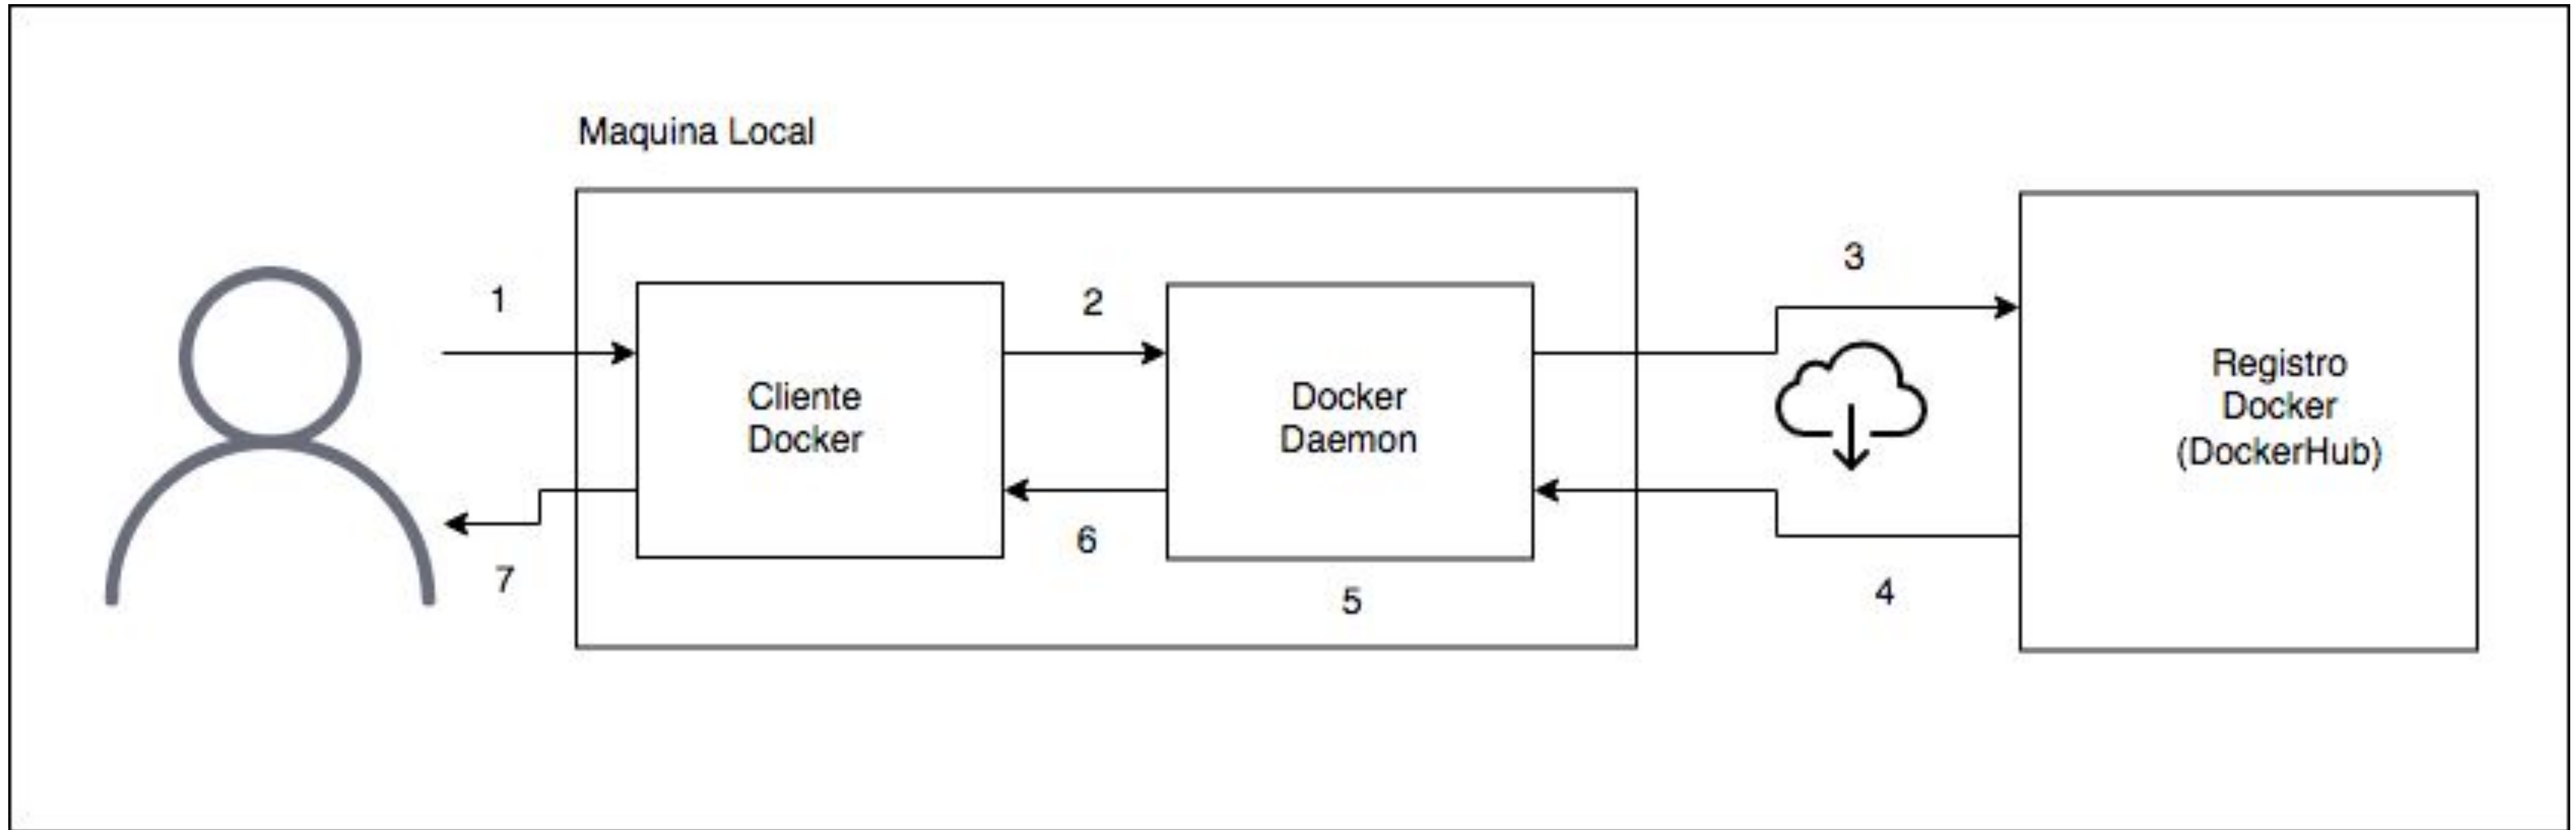 Maquina Local
1
2
3
Cliente
Docker
Docker
Daemon
Registro
Docker
(DockerHub)
7
6
5
4